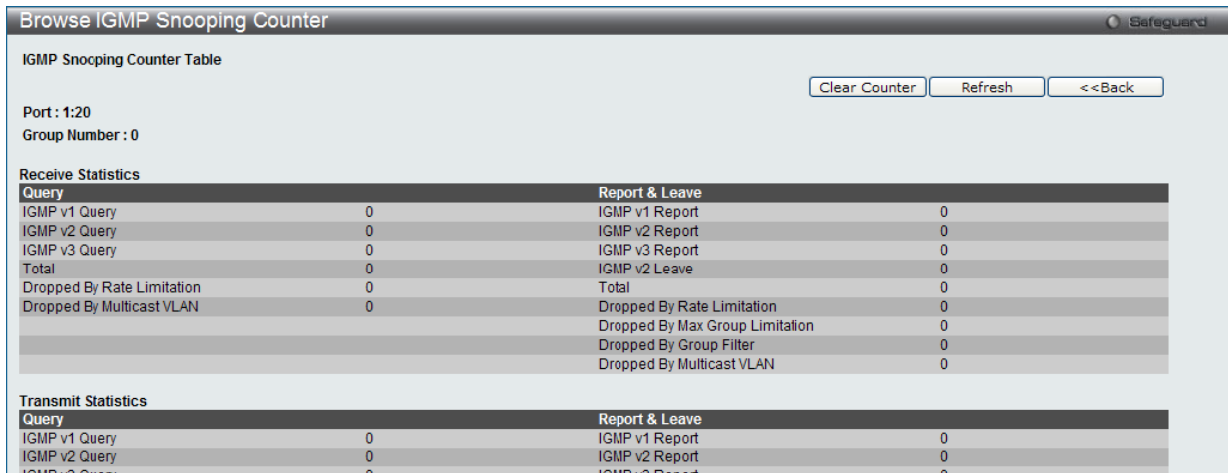 Browse IGMP Snooping Counter
Safeguard
IGMP Snooping Counter Table
Clear Counter Refresh <<Back
Port : 1:20
Group Number : 0
Receive Statistics
Query Report & Leave
IGMP v1 Query 0 IGMP v1 Report 0
IGMP v2 Query 0 IGMP v2 Report 0
IGMP v3 Query 0 IGMP v3 Report 0
Total 0 IGMP v2 Leave 0
Dropped By Rate Limitation 0 Total 0
Dropped By Multicast VLAN 0 Dropped By Rate Limitation 0
Dropped By Max Group Limitation 0
Dropped By Group Filter 0
Dropped By Multicast VLAN 0
Transmit Statistics
Query Report & Leave
IGMP v1 Query 0 IGMP v1 Report 0
IGMP v2 Query 0 IGMP v2 Report 0